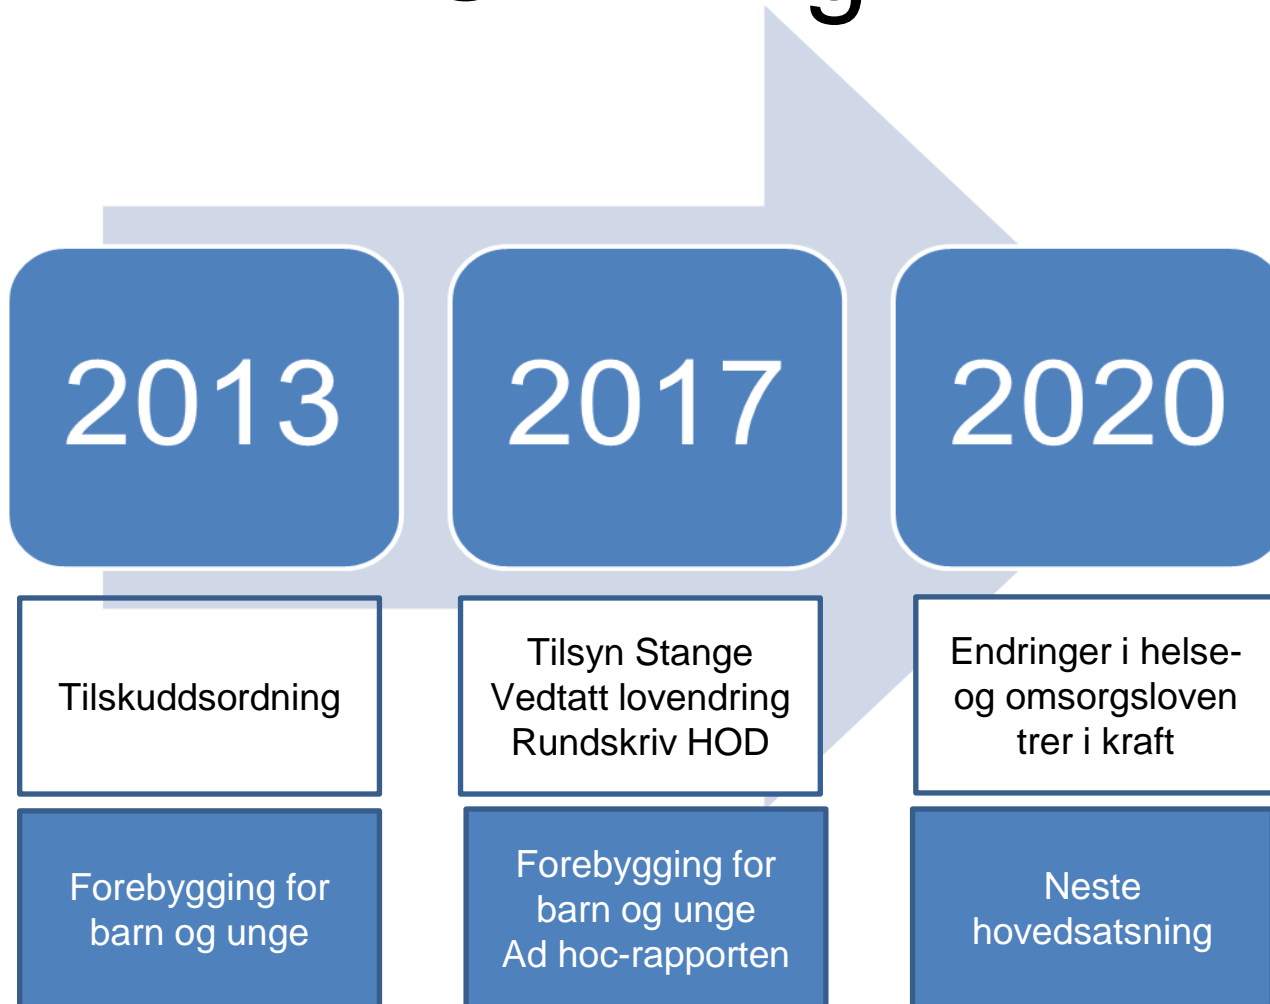 2013
2017
2020
Tilskuddsordning
Tilsyn Stange
Vedtatt lovendring
Rundskriv HOD
Endringer i helse-
og omsorgsloven
trer i kraft
Forebygging for
barn og unge
Forebygging for
barn og unge
Ad hoc-rapporten
Neste
hovedsatsning